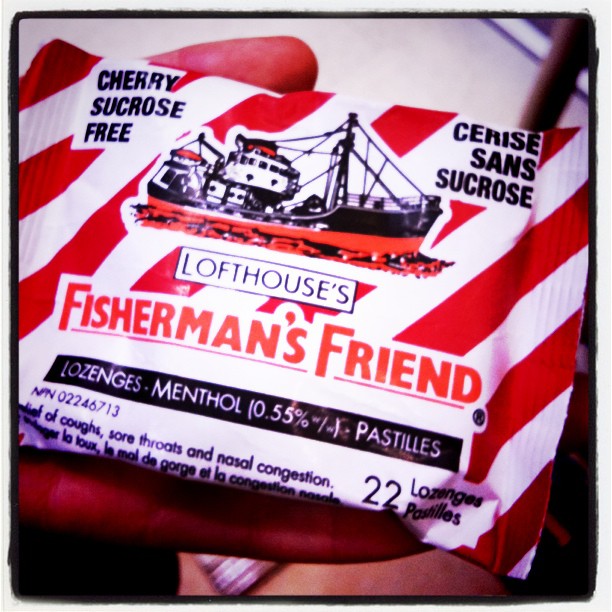 CHERRY
SUCROSE
FREE
CERISE
SANS
SUCROSE
LOFTHOUSE'S
FISHERMAN'S FRIEND®
LOZENGES - MENTHOL (0.55% w/w) - PASTILLES
NPN 02246713
of coughs, sore throats and nasal congestion.
la toux, le mal de gorge et la congestion nasale
22 Lozenges
Pastilles